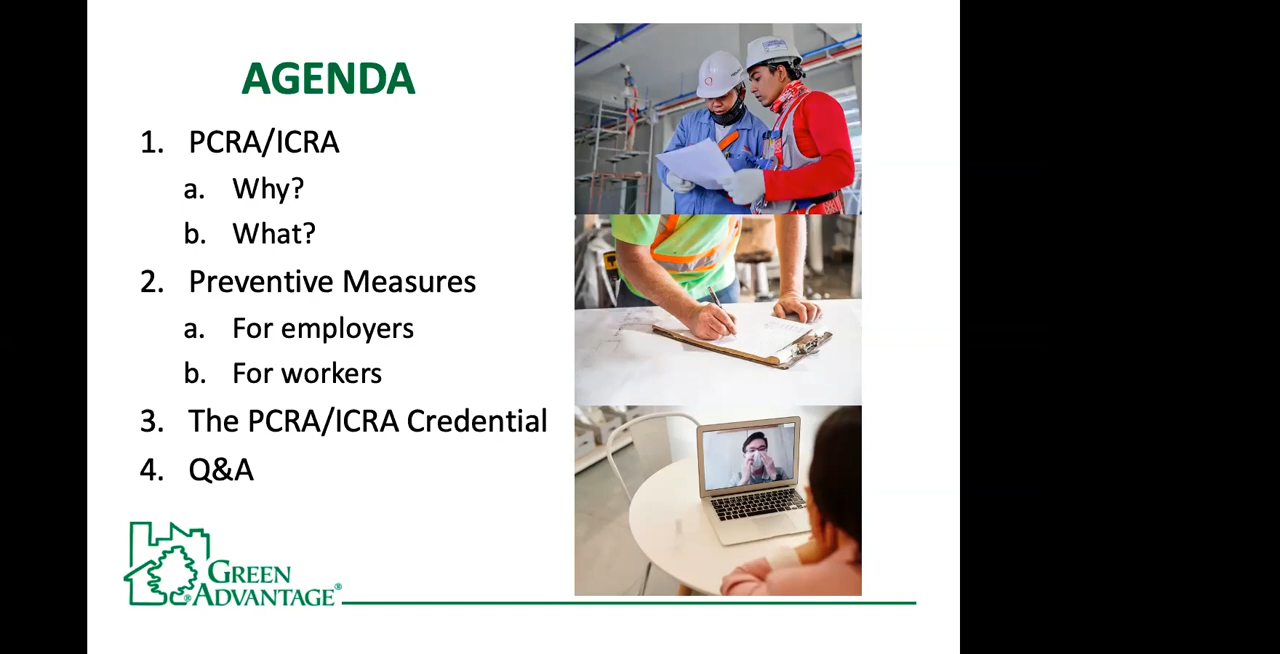 AGENDA
1. PCRA/ICRA
a. Why?
b. What?
2. Preventive Measures
a. For employers
b. For workers
3. The PCRA/ICRA Credential
4. Q&A
GREEN
®ADVANTAGE®